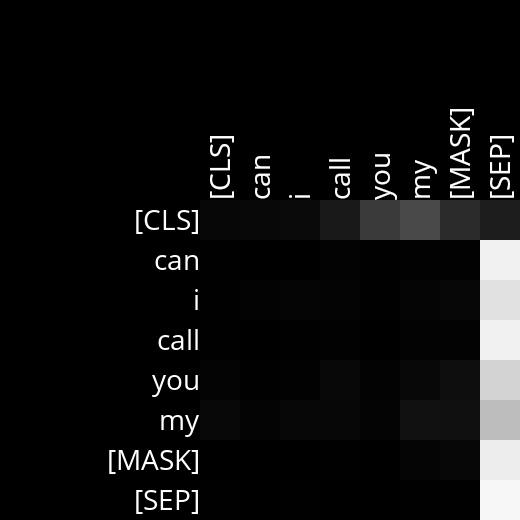 [CLS] can i call you my [MASK] [SEP]
[CLS]
can
i
call
you
my
[MASK]
[SEP]